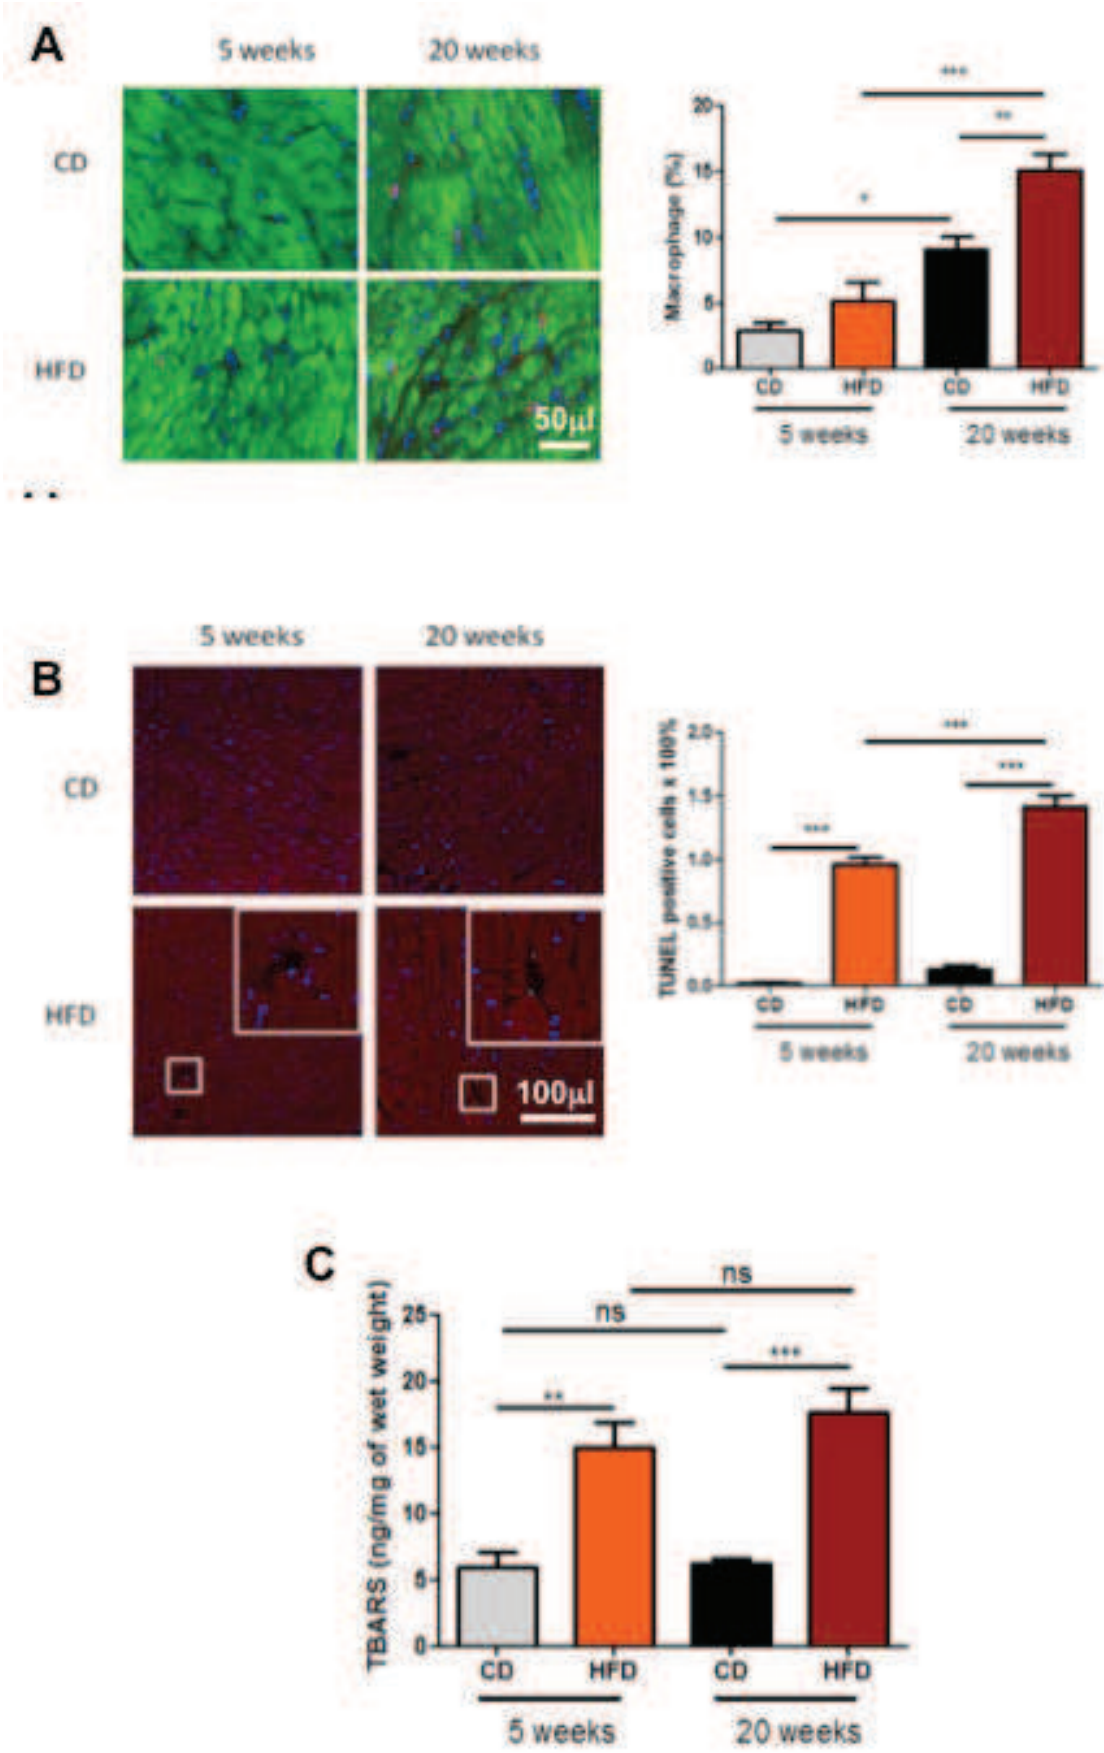 A
5 weeks
20 weeks
CD
HFD
50µl
***
**
*
Macrophage (%)
20
15
10
5
0
CD
HFD
CD
HFD
5 weeks
20 weeks
B
5 weeks
20 weeks
CD
HFD
100µl
***
***
***
TUNEL positive cells x 100%
2.0
1.5
1.0
0.5
0.0
CD
HFD
CD
HFD
5 weeks
20 weeks
C
ns
ns
***
**
TBARS (ng/mg of wet weight)
25
20
15
10
5
0
CD
HFD
CD
HFD
5 weeks
20 weeks